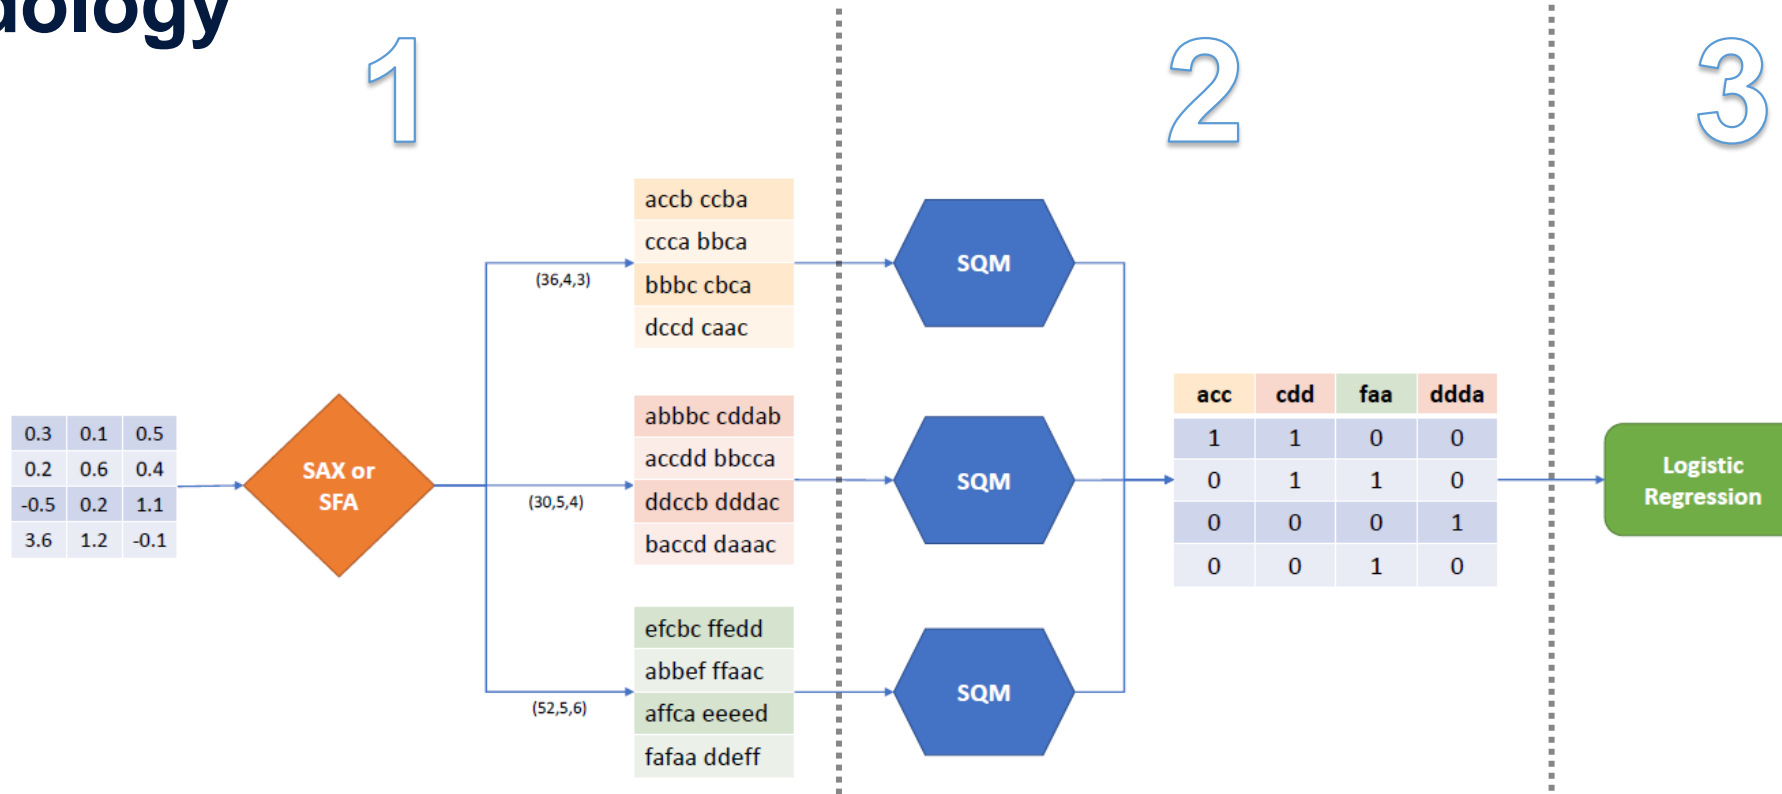 dology
1
2
3
accb ccba
ccca bbca
bbbc cbca
dccd caac
(36,4,3)
SQM
0.3 0.1 0.5
0.2 0.6 0.4
-0.5 0.2 1.1
3.6 1.2 -0.1
SAX or
SFA
(30,5,4)
abbbc cddab
accdd bbcca
ddccb dddac
baccd daaac
SQM
acc cdd faa ddda
1 1 0 0
0 1 1 0
0 0 0 1
0 0 1 0
Logistic
Regression
(52,5,6)
efcbc ffedd
abbef ffaac
affca eeeed
fafaa ddeff
SQM